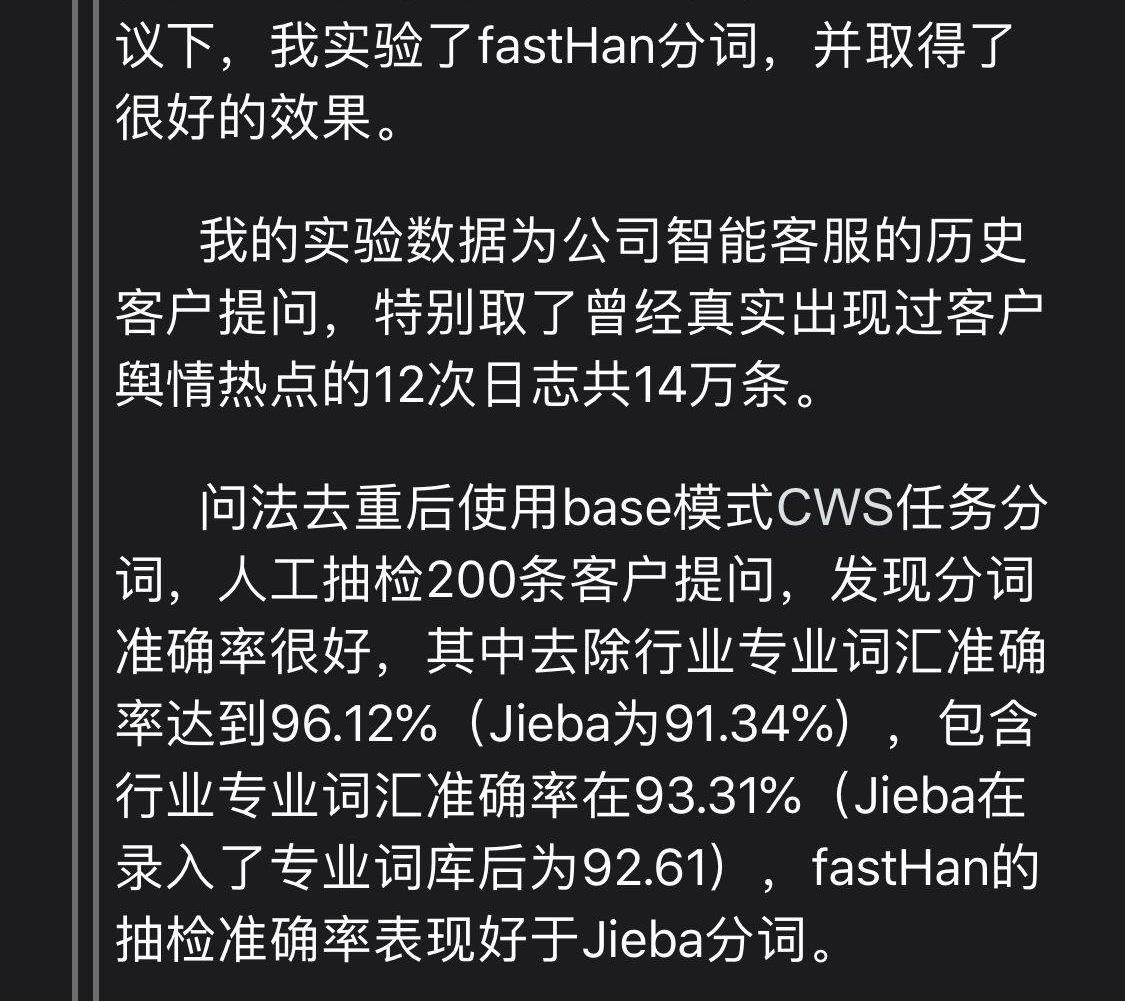 议下，我实验了fastHan分词，并取得了
很好的效果。
我的实验数据为公司智能客服的历史
客户提问，特别取了曾经真实出现过客户
舆情热点的12次日志共14万条。
问法去重后使用base模式CWS任务分
词，人工抽检200条客户提问，发现分词
准确率很好，其中去除行业专业词汇准确
率达到96.12%（Jieba为91.34%），包含
行业专业词汇准确率在93.31%（Jieba在
录入了专业词库后为92.61），fastHan的
抽检准确率表现好于Jieba分词。